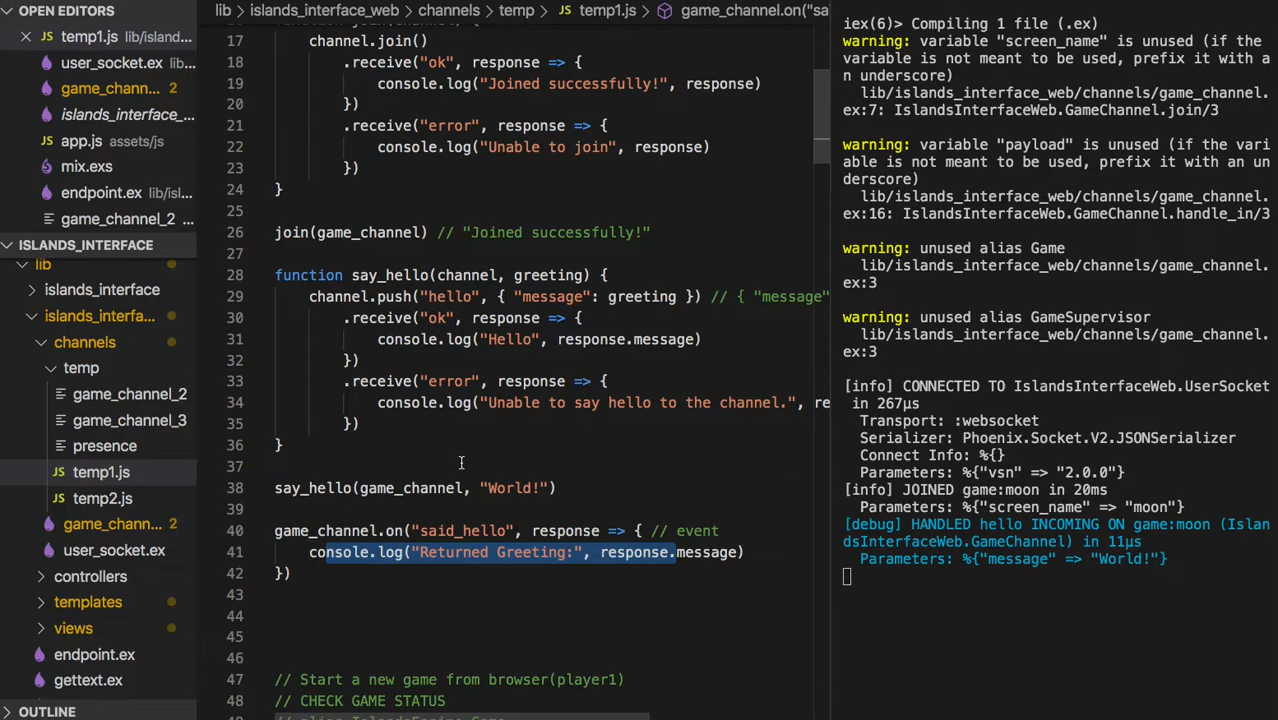 OPEN EDITORS
temp1.js lib/island...
user_socket.ex lib...
game_chann... 2
islands_interface_...
app.js assets/js
mix.exs
endpoint.ex lib/isl...
game_channel_2 ...
ISLANDS_INTERFACE
lib
islands_interface
islands_interfa...
channels
temp
game_channel_2
game_channel_3
presence
temp1.js
temp2.js
game_chann... 2
user_socket.ex
controllers
templates
views
endpoint.ex
gettext.ex
OUTLINE
lib > islands_interface_web > channels > temp > JS temp1.js > game_channel.on("sa
17 channel.join()
18 .receive("ok", response => {
19 console.log("Joined successfully!", response)
20 })
21 .receive("error", response => {
22 console.log("Unable to join", response)
23 })
24 }
25
26 join(game_channel) // "Joined successfully!"
27
28 function say_hello(channel, greeting) {
29 channel.push("hello", { "message": greeting }) // { "message"
30 .receive("ok", response => {
31 console.log("Hello", response.message)
32 })
33 .receive("error", response => {
34 console.log("Unable to say hello to the channel.", re
35 })
36 }
37
38 say_hello(game_channel, "World!")
39
40 game_channel.on("said_hello", response => { // event
41 console.log("Returned Greeting:", response.message)
42 })
43
44
45
46
47 // Start a new game from browser(player1)
48 // CHECK GAME STATUS
iex(6)> Compiling 1 file (.ex)
warning: variable "screen_name" is unused (if the
variable is not meant to be used, prefix it with a
n underscore)
lib/islands_interface_web/channels/game_channel.
ex:7: IslandsInterfaceWeb.GameChannel.join/3
warning: variable "payload" is unused (if the vari
able is not meant to be used, prefix it with an un
derscore)
lib/islands_interface_web/channels/game_channel.
ex:16: IslandsInterfaceWeb.GameChannel.handle_in/3
warning: unused alias Game
lib/islands_interface_web/channels/game_channel.
ex:3
warning: unused alias GameSupervisor
lib/islands_interface_web/channels/game_channel.
ex:3
[info] CONNECTED TO IslandsInterfaceWeb.UserSocket
in 267µs
Transport: :websocket
Serializer: Phoenix.Socket.V2.JSONSerializer
Connect Info: %{}
Parameters: %{"vsn" => "2.0.0"}
[info] JOINED game:moon in 20ms
Parameters: %{"screen_name" => "moon"}
[debug] HANDLED hello INCOMING ON game:moon (Islan
dsInterfaceWeb.GameChannel) in 11µs
Parameters: %{"message" => "World!"}